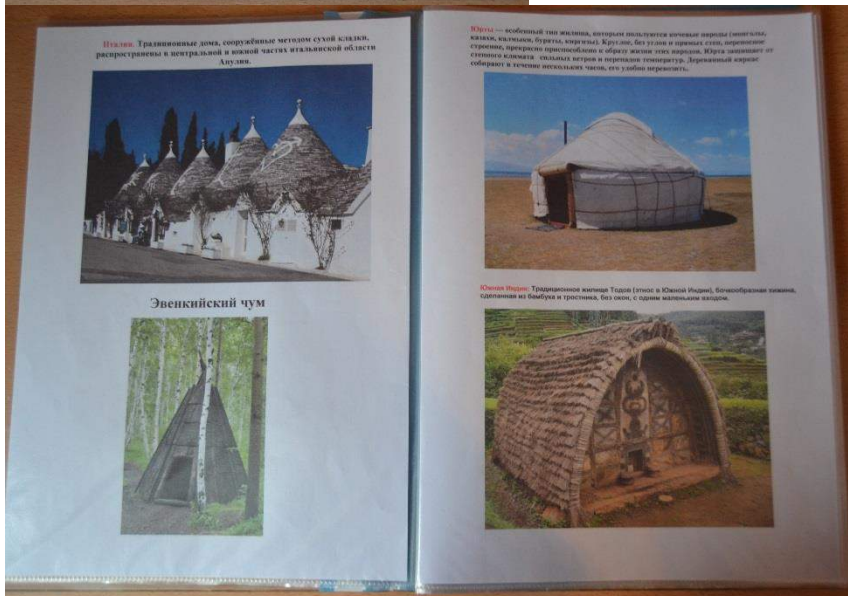 Италия. Традиционные дома, сооружённые методом сухой кладки,
распространены в центральной и южной частях итальянской области
Апулия.
Эвенкийский чум
Юрты — особенный тип жилища, которым пользуются кочевые народы (монголы,
казахи, калмыки, буряты, киргизы). Круглое, без углов и прямых стен, переносное
строение, прекрасно приспособлено к образу жизни этих народов. Юрта защищает от
степного климата сильных ветров и перепадов температур. Деревянный каркас
собирают в течение нескольких часов, его удобно перевозить.
Южная Индия: Традиционное жилище Тодов (этнос в Южной Индии), бочкообразная хижина,
сделанная из бамбука и тростника, без окон, с одним маленьким входом.